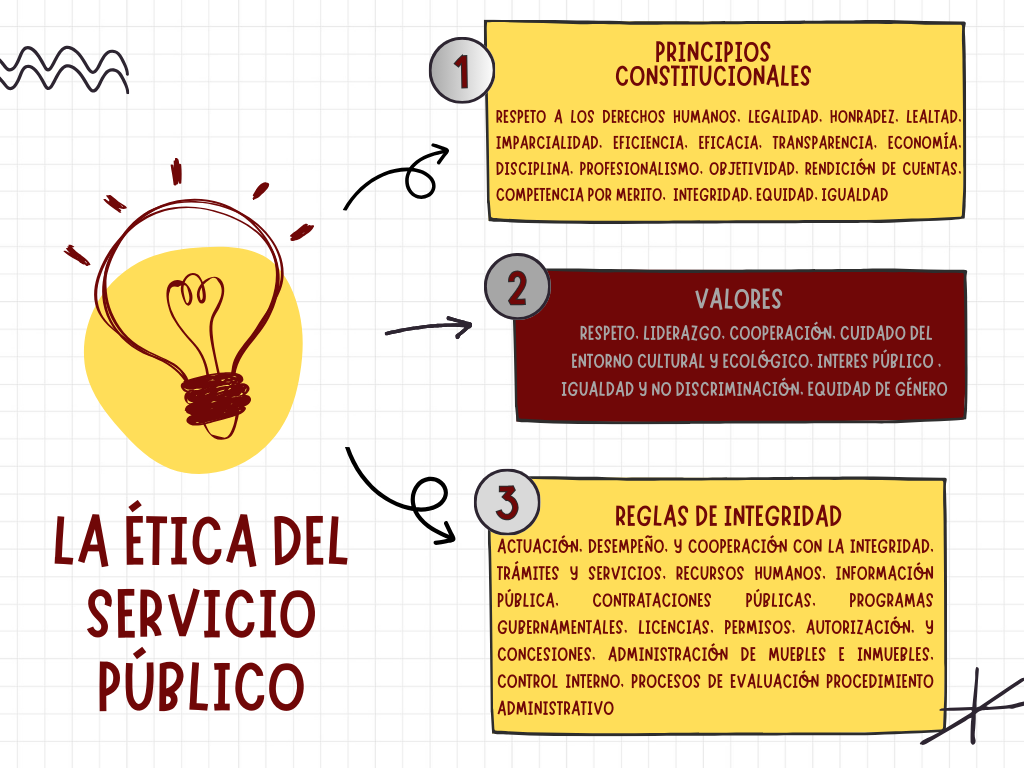 1
PRINCIPIOS
CONSTITUCIONALES
RESPETO A LOS DERECHOS HUMANOS, LEGALIDAD, HONRADEZ, LEALTAD,
IMPARCIALIDAD, EFICIENCIA, EFICACIA, TRANSPARENCIA, ECONOMÍA,
DISCIPLINA, PROFESIONALISMO, OBJETIVIDAD, RENDICIÓN DE CUENTAS,
COMPETENCIA POR MERITO, INTEGRIDAD, EQUIDAD, IGUALDAD
2
VALORES
RESPETO, LIDERAZGO, COOPERACIÓN, CUIDADO DEL
ENTORNO CULTURAL Y ECOLÓGICO, INTERES PÚBLICO ,
IGUALDAD Y NO DISCRIMINACIÓN, EQUIDAD DE GÉNERO
3
REGLAS DE INTEGRIDAD
ACTUACIÓN, DESEMPEÑO, Y COOPERACIÓN CON LA INTEGRIDAD,
TRÁMITES Y SERVICIOS, RECURSOS HUMANOS, INFORMACIÓN
PÚBLICA, CONTRATACIONES PÚBLICAS, PROGRAMAS
GUBERNAMENTALES, LICENCIAS, PERMISOS, AUTORIZACIÓN, Y
CONCESIONES, ADMINISTRACIÓN DE MUEBLES E INMUEBLES,
CONTROL INTERNO, PROCESOS DE EVALUACIÓN PROCEDIMIENTO
ADMINISTRATIVO
LA ÉTICA DEL
SERVICIO
PÚBLICO